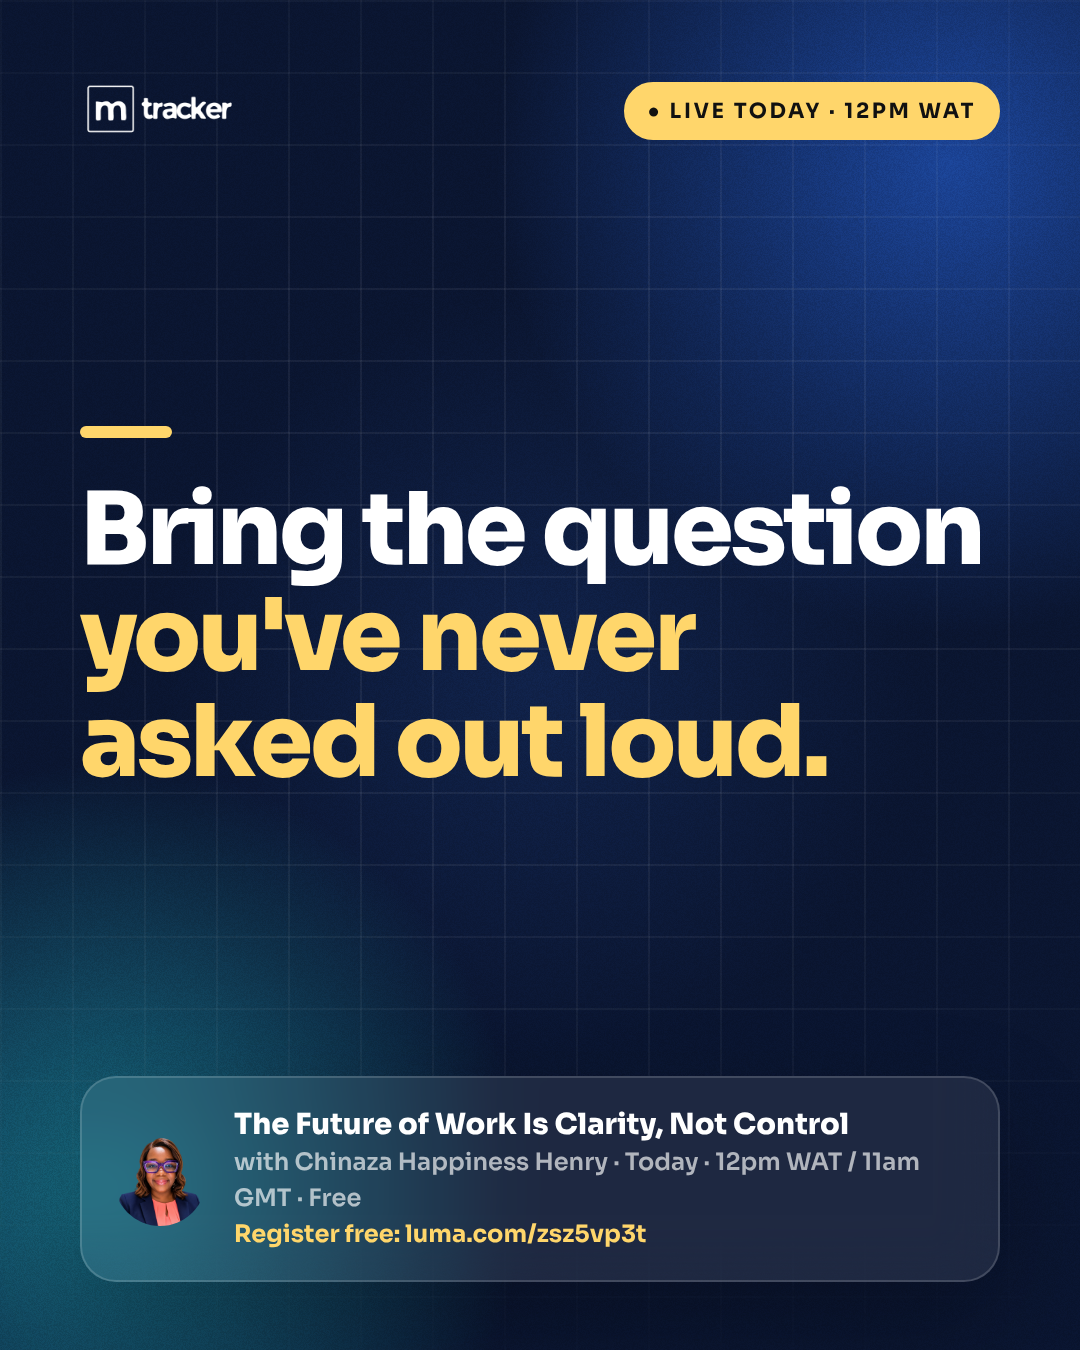 m tracker
• LIVE TODAY · 12PM WAT
Bring the question
you've never
asked out loud.
The Future of Work Is Clarity, Not Control
with Chinaza Happiness Henry · Today · 12pm WAT / 11am
GMT · Free
Register free: luma.com/zsz5vp3t